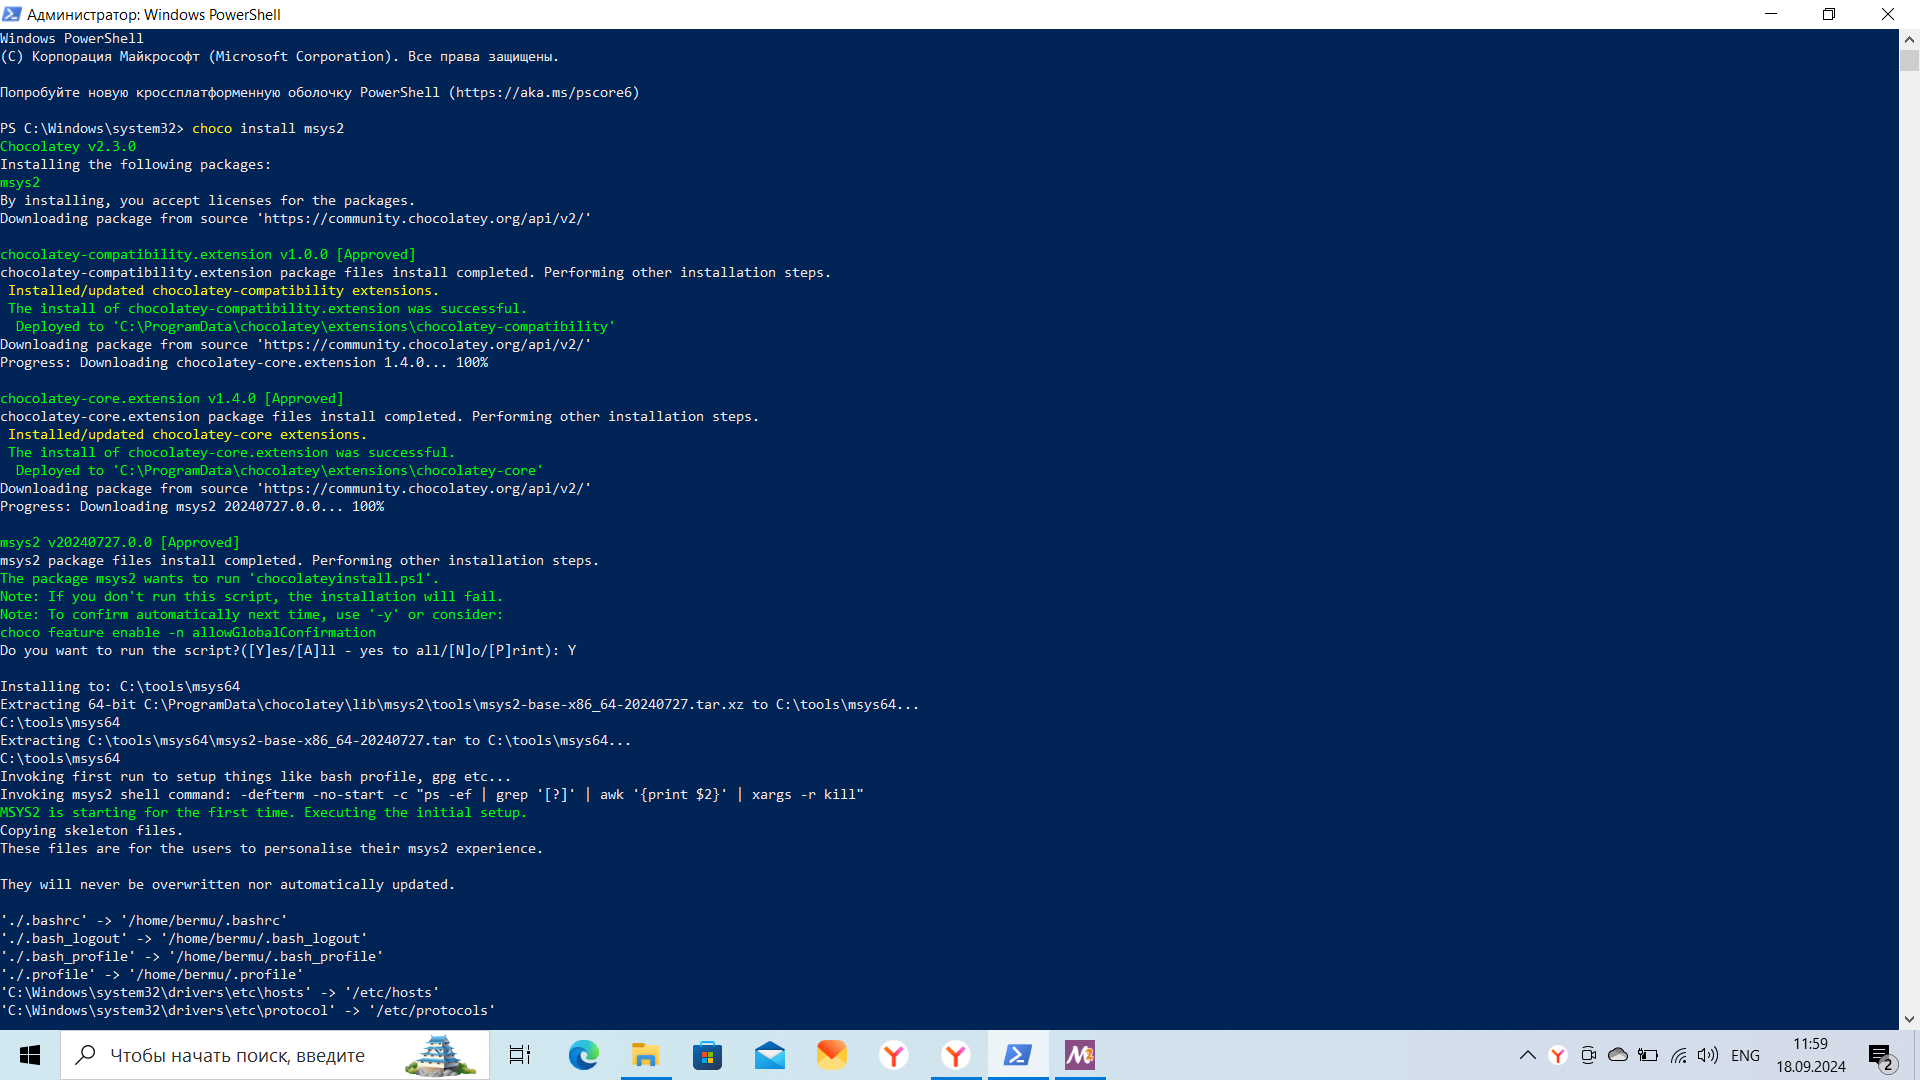 Администратор: Windows PowerShell
Windows PowerShell
(C) Корпорация Майкрософт (Microsoft Corporation). Все права защищены.
Попробуйте новую кроссплатформенную оболочку PowerShell (https://aka.ms/pscore6)
PS C:\Windows\system32> choco install msys2
Chocolatey v2.3.0
Installing the following packages:
msys2
By installing, you accept licenses for the packages.
Downloading package from source 'https://community.chocolatey.org/api/v2/'
chocolatey-compatibility.extension v1.0.0 [Approved]
chocolatey-compatibility.extension package files install completed. Performing other installation steps.
Installed/updated chocolatey-compatibility extensions.
The install of chocolatey-compatibility.extension was successful.
Deployed to 'C:\ProgramData\chocolatey\extensions\chocolatey-compatibility'
Downloading package from source 'https://community.chocolatey.org/api/v2/'
Progress: Downloading chocolatey-core.extension 1.4.0... 100%
chocolatey-core.extension v1.4.0 [Approved]
chocolatey-core.extension package files install completed. Performing other installation steps.
Installed/updated chocolatey-core extensions.
The install of chocolatey-core.extension was successful.
Deployed to 'C:\ProgramData\chocolatey\extensions\chocolatey-core'
Downloading package from source 'https://community.chocolatey.org/api/v2/'
Progress: Downloading msys2 20240727.0.0... 100%
msys2 v20240727.0.0 [Approved]
msys2 package files install completed. Performing other installation steps.
The package msys2 wants to run 'chocolateyinstall.ps1'.
Note: If you don't run this script, the installation will fail.
Note: To confirm automatically next time, use '-y' or consider:
choco feature enable -n allowGlobalConfirmation
Do you want to run the script?([Y]es/[A]ll - yes to all/[N]o/[P]rint): Y
Installing to: C:\tools\msys64
Extracting 64-bit C:\ProgramData\chocolatey\lib\msys2\tools\msys2-base-x86_64-20240727.tar.xz to C:\tools\msys64...
C:\tools\msys64
Extracting C:\tools\msys64\msys2-base-x86_64-20240727.tar to C:\tools\msys64...
C:\tools\msys64
Invoking first run to setup things like bash profile, gpg etc...
Invoking msys2 shell command: -defterm -no-start -c "ps -ef | grep '[?]' | awk '{print $2}' | xargs -r kill"
MSYS2 is starting for the first time. Executing the initial setup.
Copying skeleton files.
These files are for the users to personalise their msys2 experience.
They will never be overwritten nor automatically updated.
'./.bashrc' -> '/home/bermu/.bashrc'
'./.bash_logout' -> '/home/bermu/.bash_logout'
'./.bash_profile' -> '/home/bermu/.bash_profile'
'./.profile' -> '/home/bermu/.profile'
'C:\Windows\system32\drivers\etc\hosts' -> '/etc/hosts'
'C:\Windows\system32\drivers\etc\protocol' -> '/etc/protocols'
Чтобы начать поиск, введите
ENG
11:59
18.09.2024
2